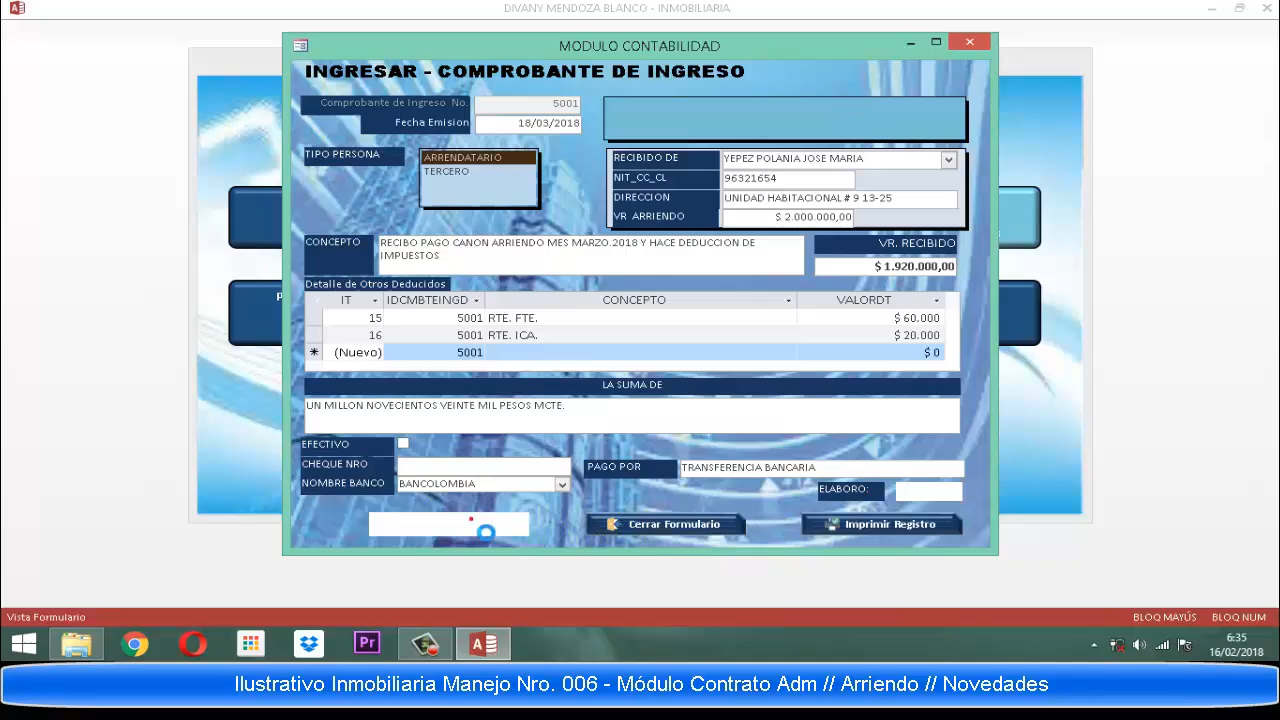 DIVANY MENDOZA BLANCO - INMOBILIARIA
MODULO CONTABILIDAD
INGRESAR - COMPROBANTE DE INGRESO
Comprobante de Ingreso No. 5001
Fecha Emision 18/03/2018
TIPO PERSONA
ARRENDATARIO
TERCERO
RECIBIDO DE YEPEZ POLANIA JOSE MARIA
NIT_CC_CL 96321654
DIRECCION UNIDAD HABITACIONAL # 9 13-25
VR ARRIENDO $ 2.000.000,00
CONCEPTO
RECIBO PAGO CANON ARRIENDO MES MARZO.2018 Y HACE DEDUCCION DE
IMPUESTOS
VR. RECIBIDO
$ 1.920.000,00
Detalle de Otros Deducidos
IT IDCMBTEINGD CONCEPTO VALORDT
15 5001 RTE. FTE. $ 60.000
16 5001 RTE. ICA. $ 20.000
* (Nuevo) 5001 $ 0
LA SUMA DE
UN MILLON NOVECIENTOS VEINTE MIL PESOS MCTE.
EFECTIVO
CHEQUE NRO
NOMBRE BANCO BANCOLOMBIA
PAGO POR TRANSFERENCIA BANCARIA
ELABORO:
Cerrar Formulario
Imprimir Registro
Vista Formulario
BLOQ MAYÚS BLOQ NUM
Pr
6:35
16/02/2018
Ilustrativo Inmobiliaria Manejo Nro. 006 - Módulo Contrato Adm // Arriendo // Novedades